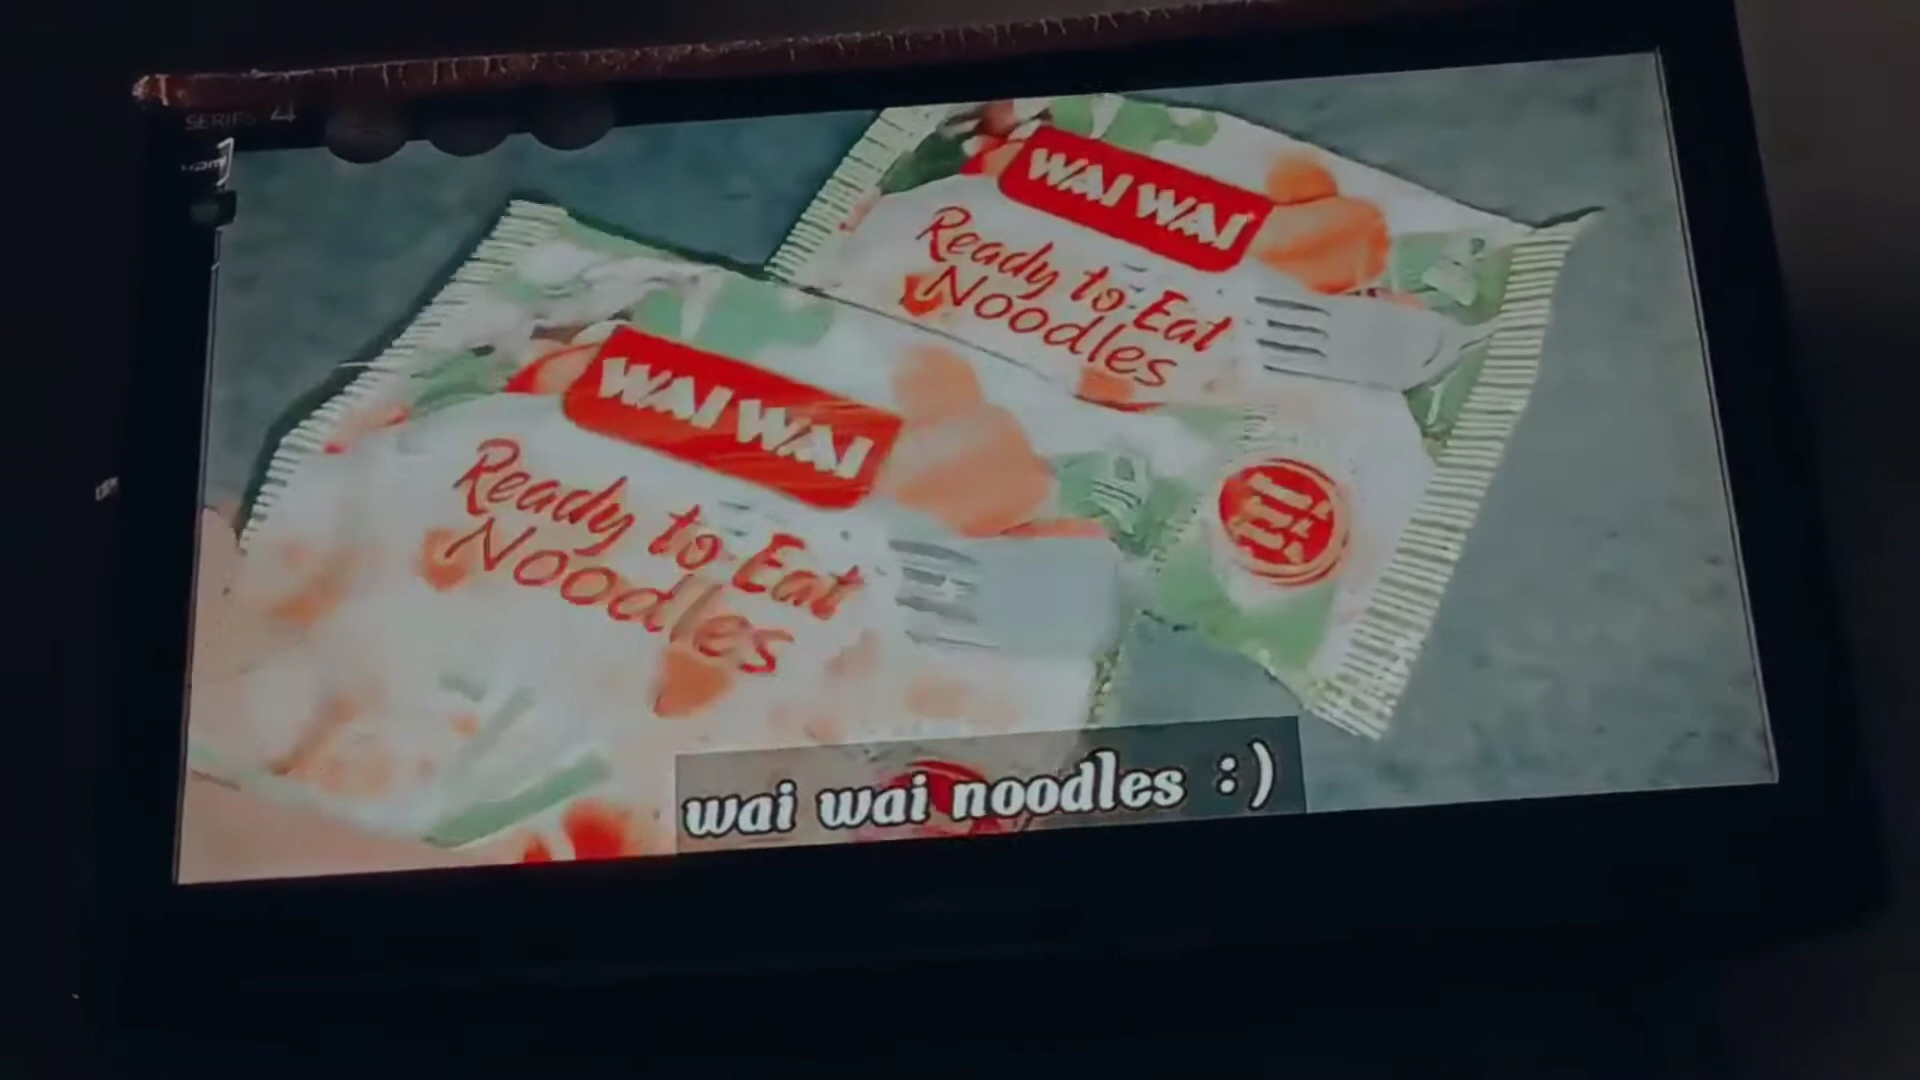 SERIES 4
WAI WAI
Ready to Eat
Noodles
WAI WAI
Ready to Eat
Noodles
wai wai noodles :)